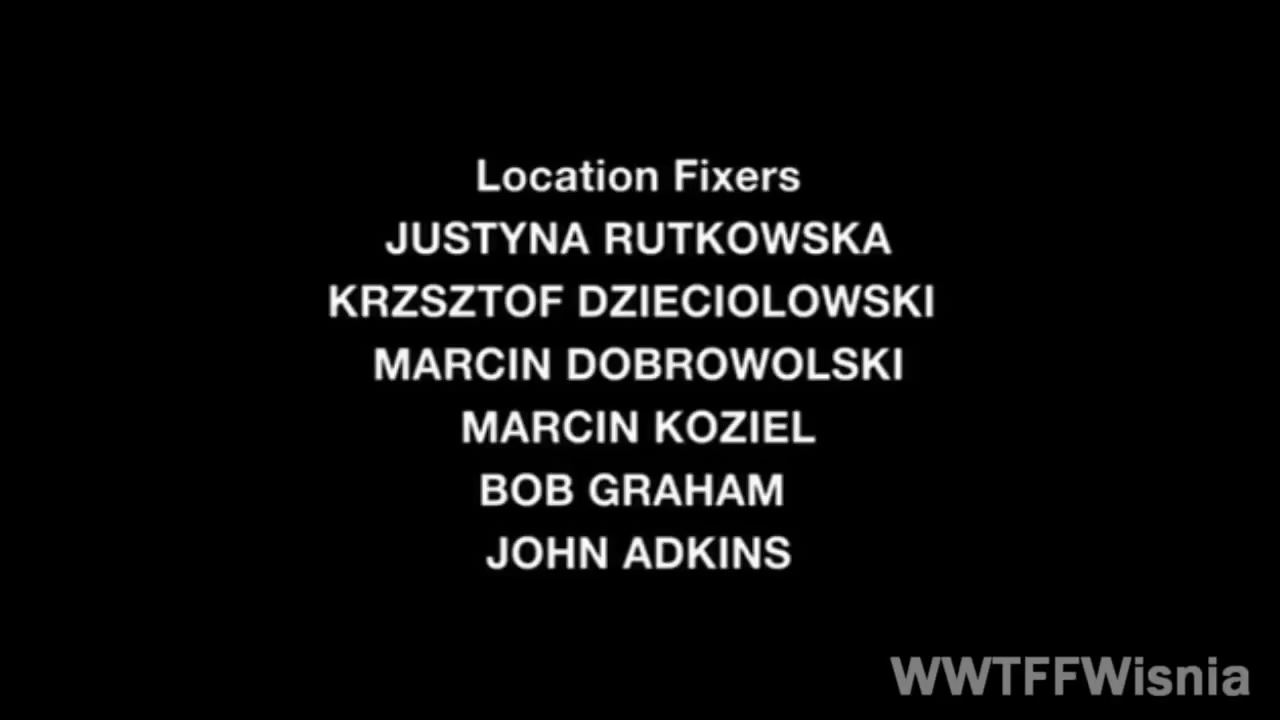 Location Fixers
JUSTYNA RUTKOWSKA
KRZSZTOF DZIECIOLOWSKI
MARCIN DOBROWOLSKI
MARCIN KOZIEL
BOB GRAHAM
JOHN ADKINS
WWTFFWisnia